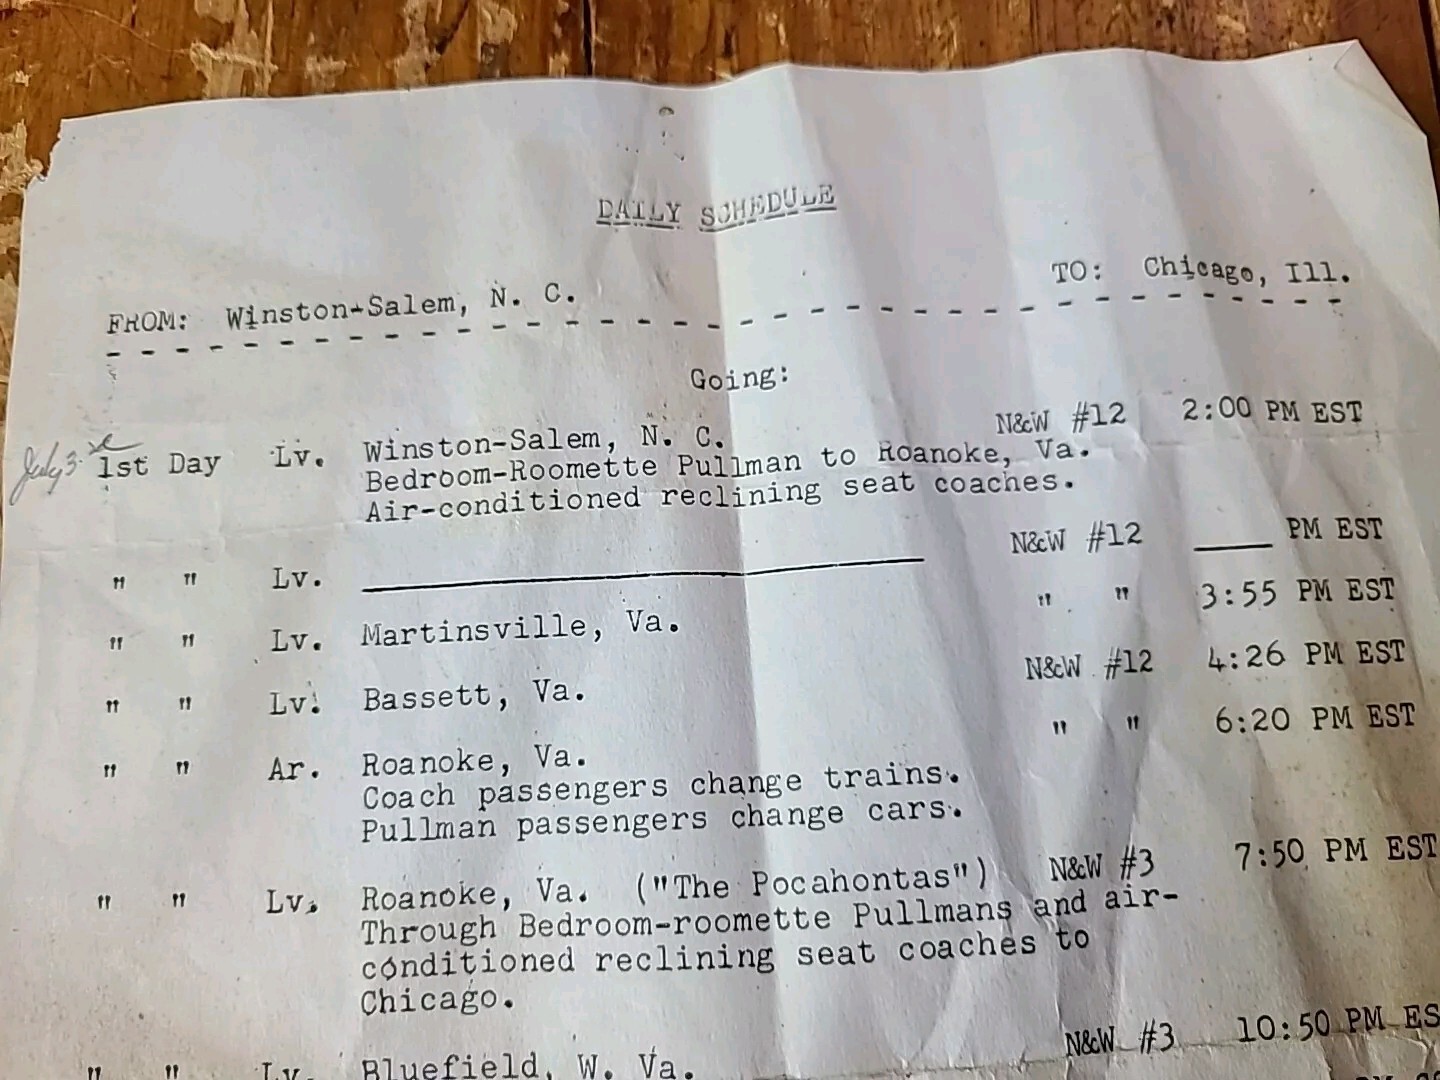 DAILY SCHEDULE
FROM: Winston-Salem, N. C. TO: Chicago, Ill.
Going:
July 3 1st Day Lv. Winston-Salem, N. C. N&W #12 2:00 PM EST
Bedroom-Roomette Pullman to Roanoke, Va.
Air-conditioned reclining seat coaches.
" " Lv. N&W #12 ____ PM EST
" " Lv. Martinsville, Va. " " 3:55 PM EST
" " Lv. Bassett, Va. N&W #12 4:26 PM EST
" " Ar. Roanoke, Va. " " 6:20 PM EST
Coach passengers change trains.
Pullman passengers change cars.
" " Lv. Roanoke, Va. ("The Pocahontas") N&W #3 7:50 PM EST
Through Bedroom-roomette Pullmans and air-
conditioned reclining seat coaches to
Chicago.
" " Lv. Bluefield, W. Va. N&W #3 10:50 PM ES